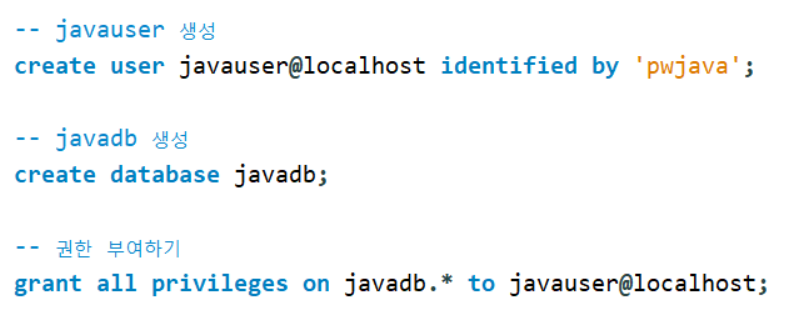 -- javauser 생성
create user javauser@localhost identified by 'pwjava';
-- javadb 생성
create database javadb;
-- 권한 부여하기
grant all privileges on javadb.* to javauser@localhost;